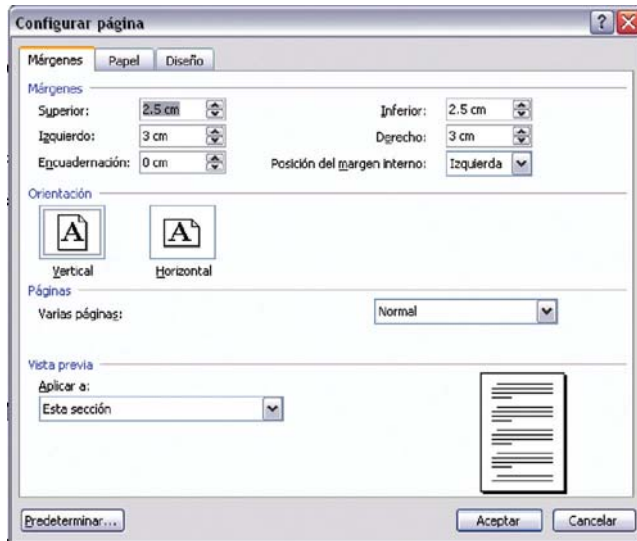 Configurar página
Márgenes Papel Diseño
Márgenes
Superior: 2.5 cm Inferior: 2.5 cm
Izquierdo: 3 cm Derecho: 3 cm
Encuadernación: 0 cm Posición del margen interno: Izquierda
Orientación
A A
Vertical Horizontal
Páginas
Varias páginas: Normal
Vista previa
Aplicar a:
Esta sección
Predeterminar... Aceptar Cancelar